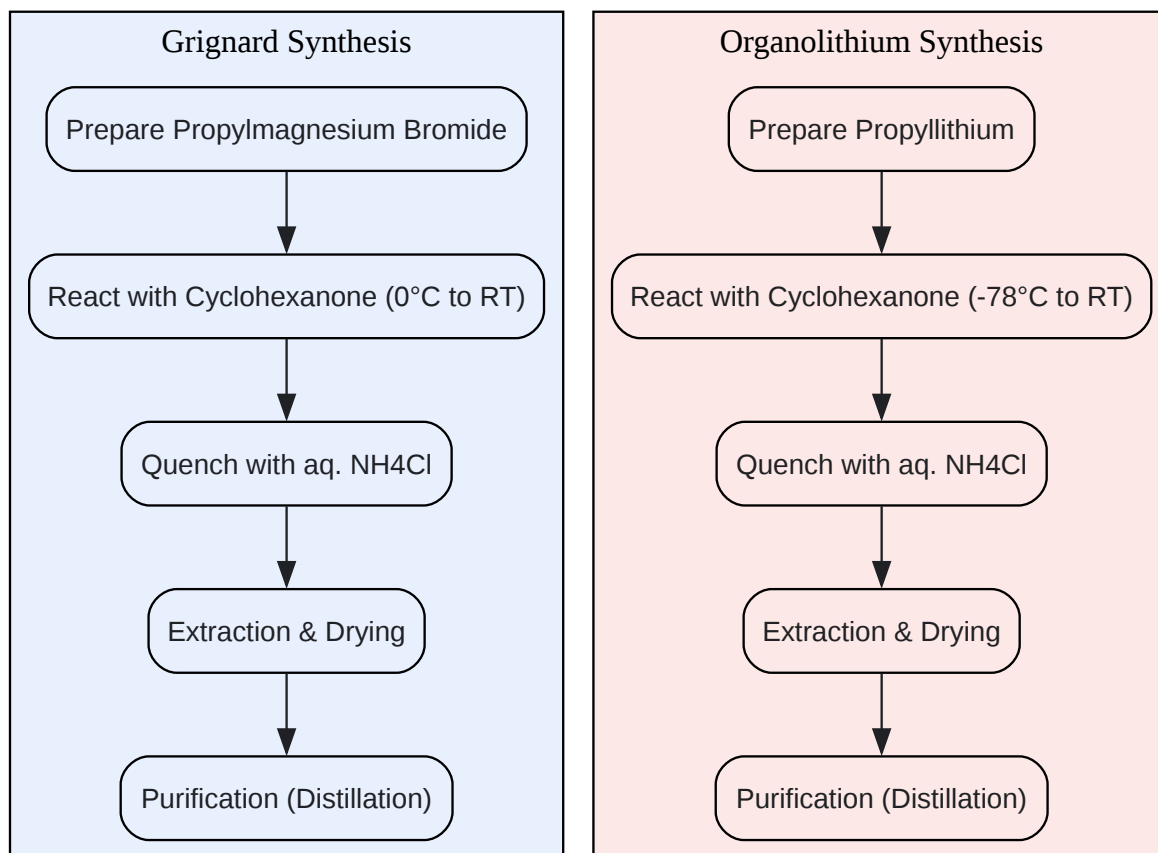 Grignard Synthesis
Prepare Propylmagnesium Bromide
React with Cyclohexanone (0°C to RT)
Quench with aq. NH4Cl
Extraction & Drying
Purification (Distillation)
Organolithium Synthesis
Prepare Propyllithium
React with Cyclohexanone (-78°C to RT)
Quench with aq. NH4Cl
Extraction & Drying
Purification (Distillation)